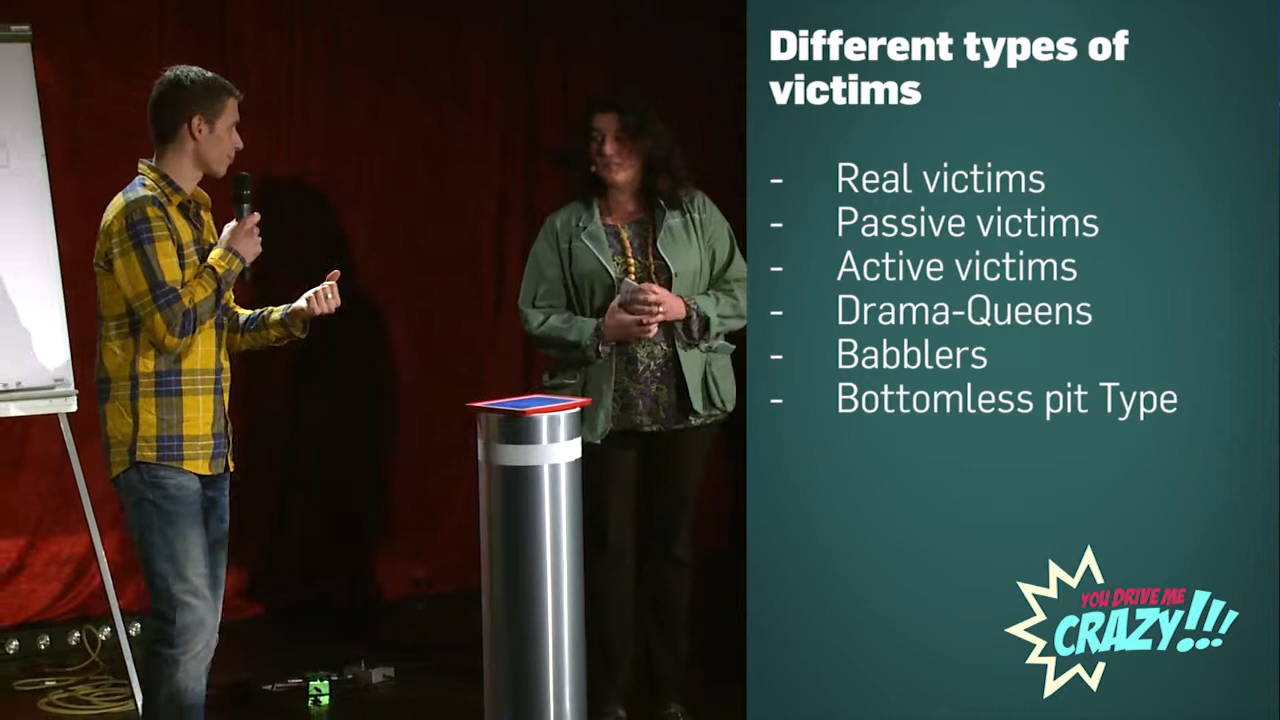 Different types of
victims
- Real victims
- Passive victims
- Active victims
- Drama-Queens
- Babblers
- Bottomless pit Type
YOU DRIVE ME
CRAZY!!!